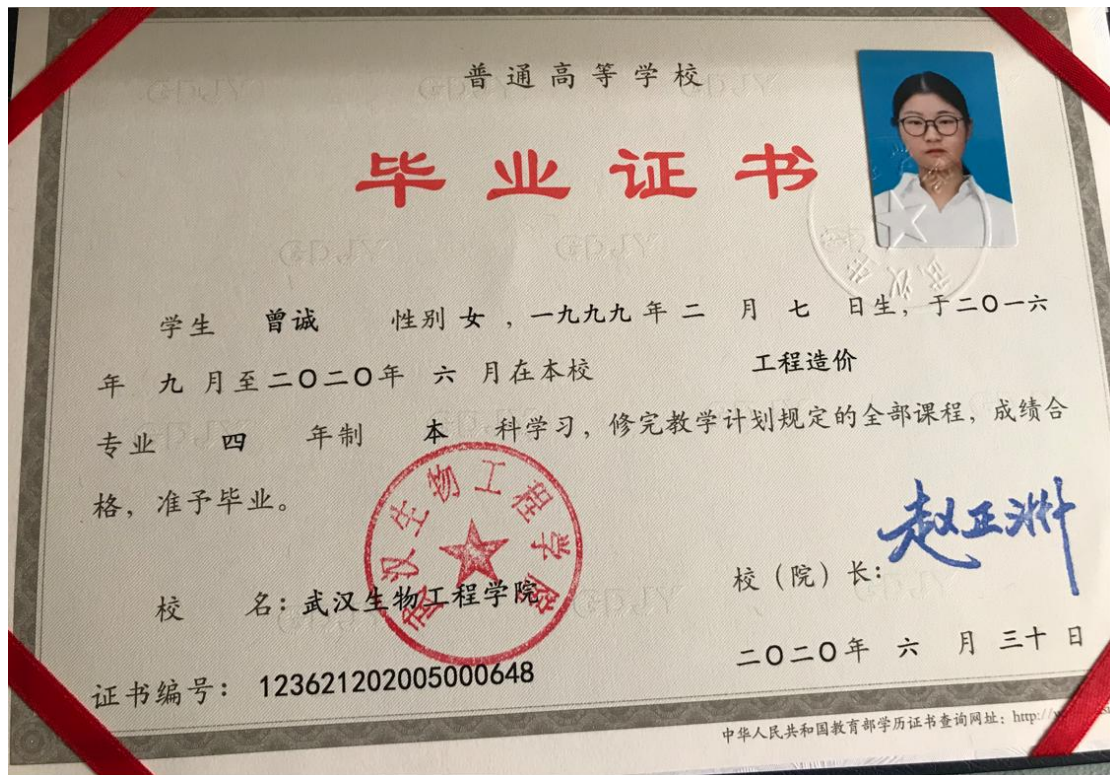 普通高等学校
毕业证书
学生 曾诚 性别 女 ，一九九九年 二 月 七 日生，于二〇一六
年 九 月至二〇二〇年 六 月在本校 工程造价
专业 四 年制 本 科学习，修完教学计划规定的全部课程，成绩合
格，准予毕业。
武汉生物工程学院
校 名：武汉生物工程学院
校（院）长：赵正洲
证书编号：123621202005000648
二〇二〇年 六 月 三十 日
中华人民共和国教育部学历证书查询网址：http://